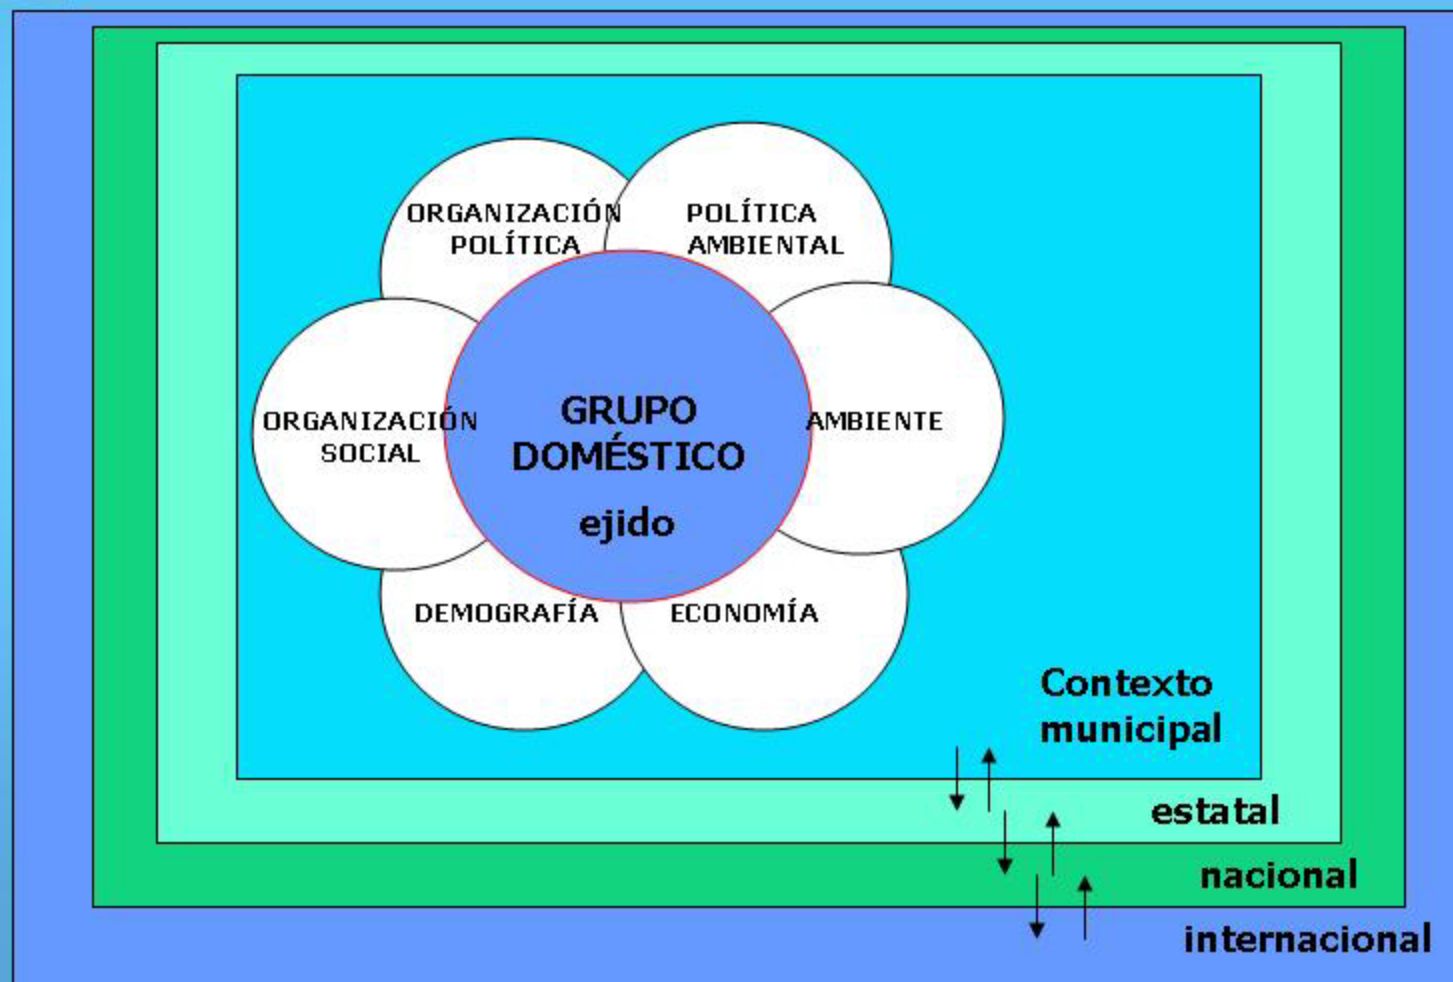 ORGANIZACIÓN
POLÍTICA
POLÍTICA
AMBIENTAL
ORGANIZACIÓN
SOCIAL
GRUPO
DOMÉSTICO
ejido
AMBIENTE
DEMOGRAFÍA
ECONOMÍA
Contexto
municipal
estatal
nacional
internacional